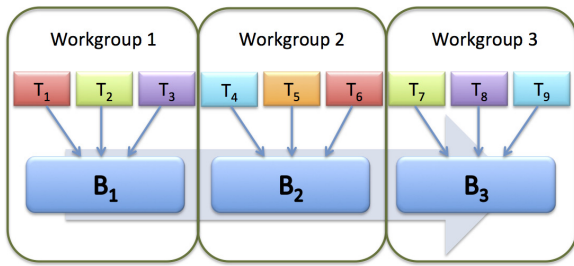 Workgroup 1 Workgroup 2 Workgroup 3
T1 T2 T3 T4 T5 T6 T7 T8 T9
B1 B2 B3